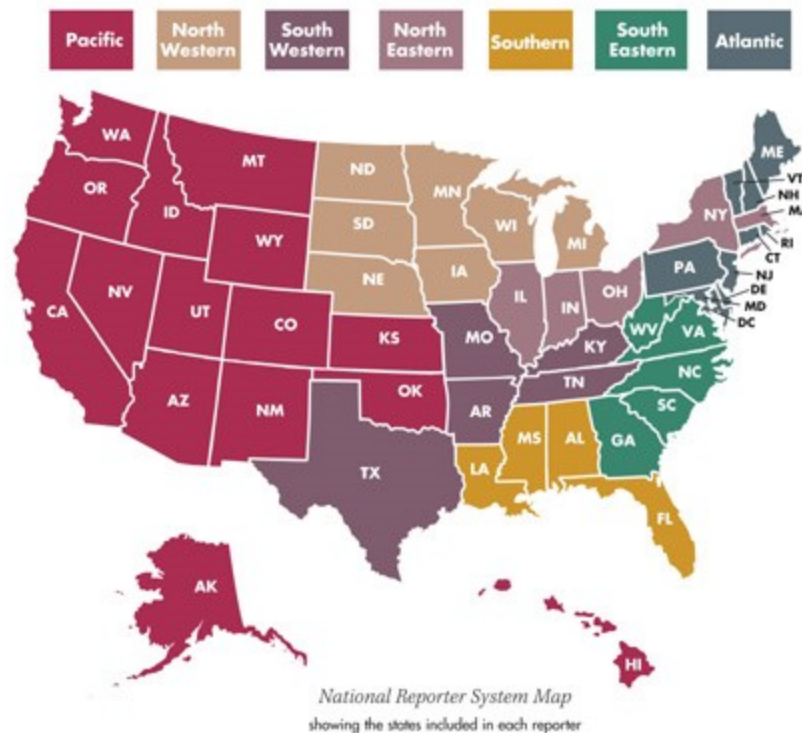 Pacific
North
Western
South
Western
North
Eastern
Southern
South
Eastern
Atlantic
WA
MT
ND
MN
ME
VT
NH
OR
ID
SD
WI
NY
M
WY
MI
RI
CT
NE
IA
PA
NJ
DE
MD
DC
CA
NV
UT
CO
IL
IN
OH
KS
MO
WV
VA
KY
NC
AZ
NM
OK
TN
AR
SC
MS
AL
GA
TX
LA
FL
AK
HI
National Reporter System Map
showing the states included in each reporter